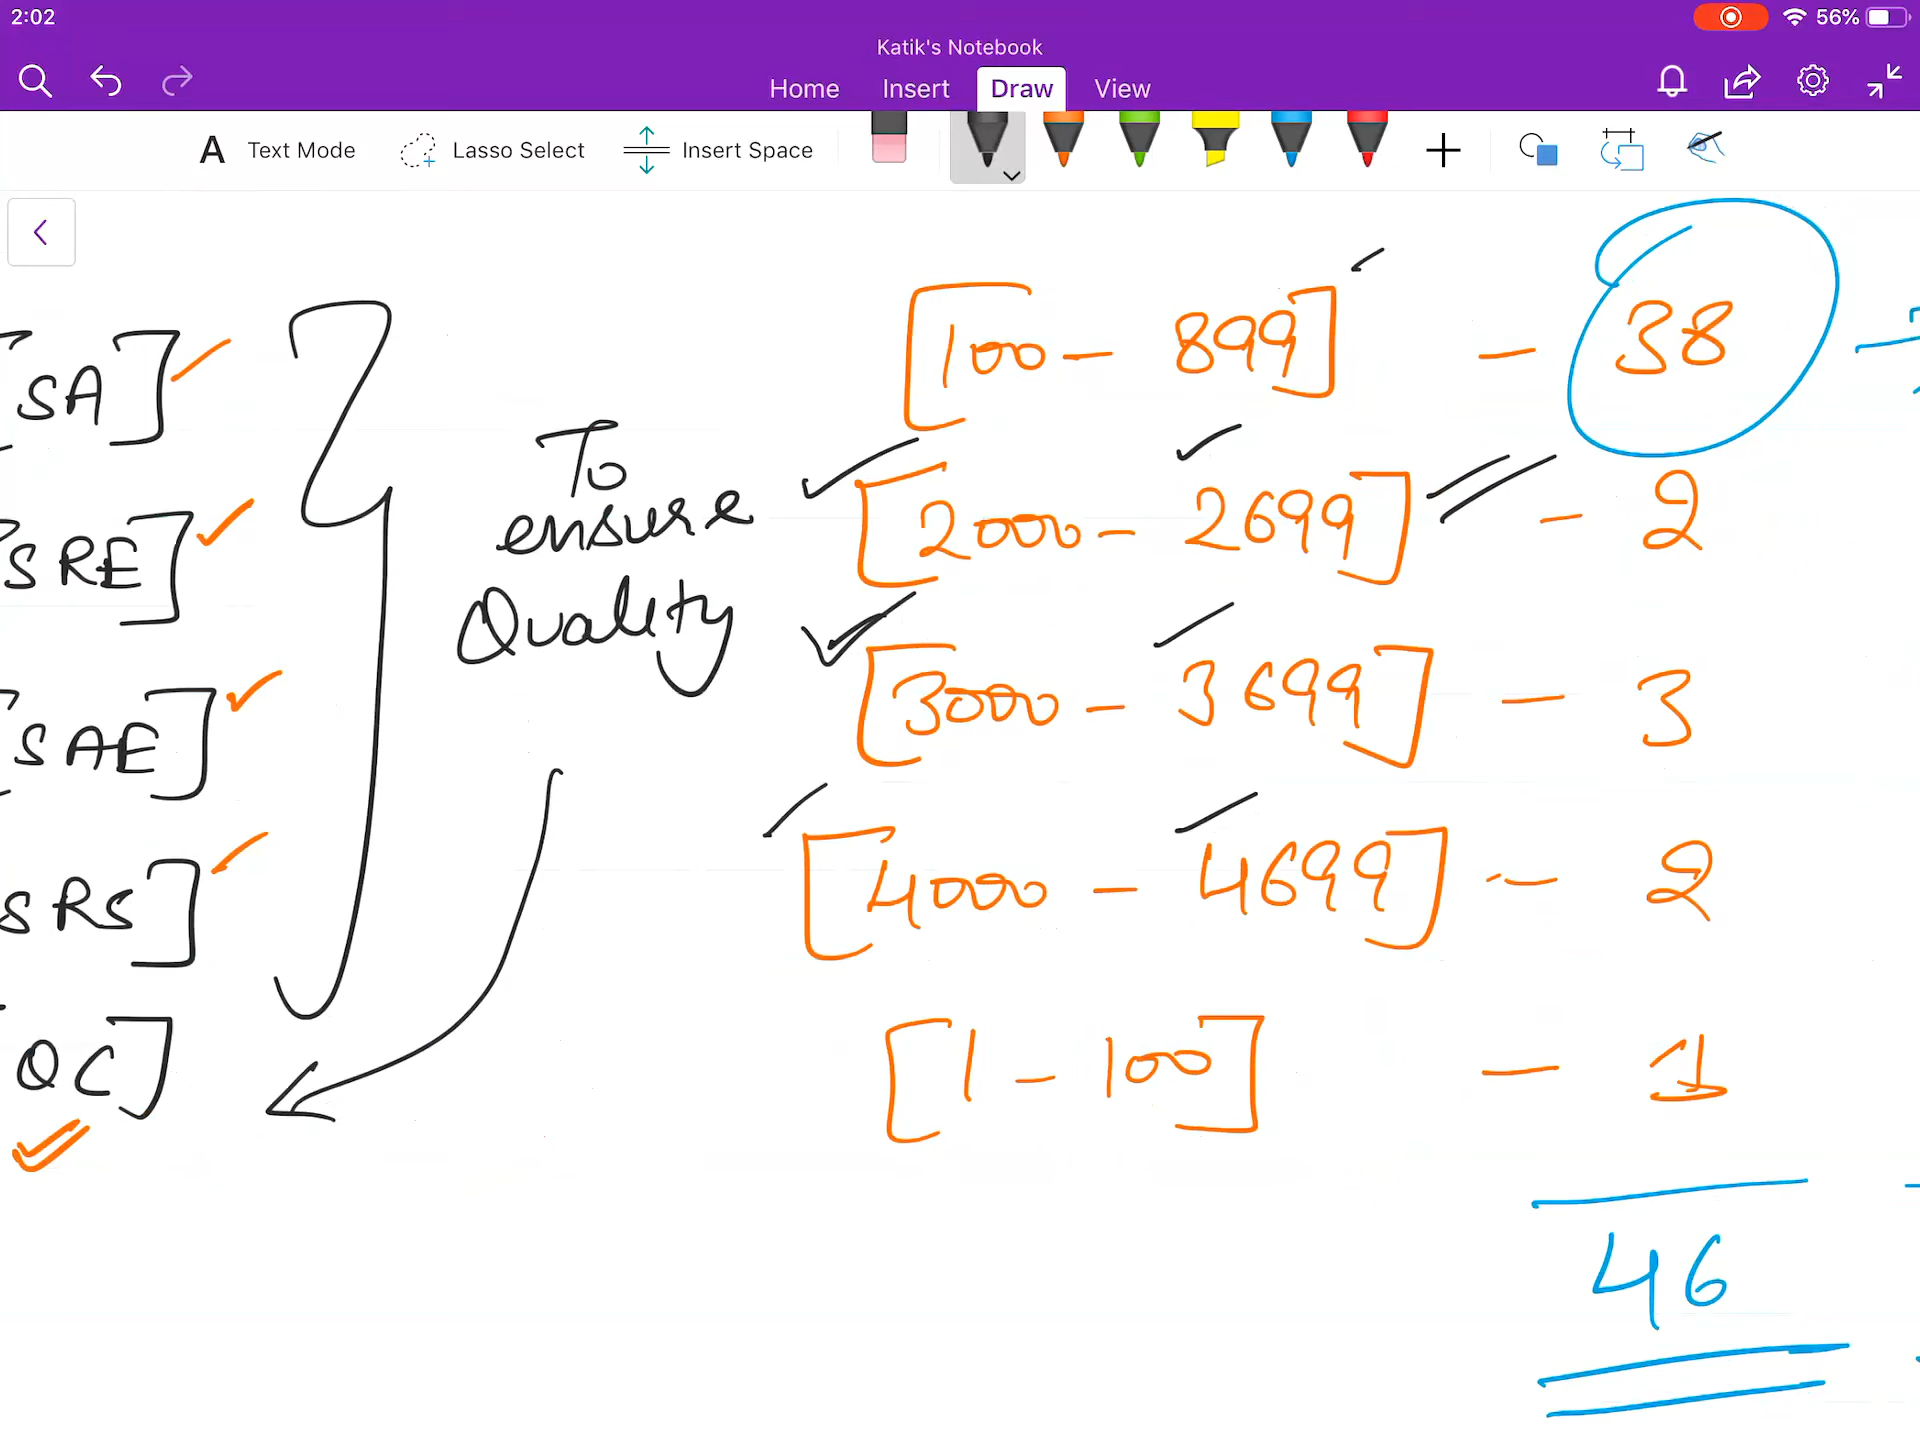 2:02
56%
Katik's Notebook
Home Insert Draw View
A Text Mode Lasso Select Insert Space
[100 - 899] - 38
SA]
To
ensure
Quality
[2000 - 2699] - 2
SRE]
[3000 - 3699] - 3
SAE]
[4000 - 4699] - 2
SRS]
[1 - 100] - 1
QC]
46